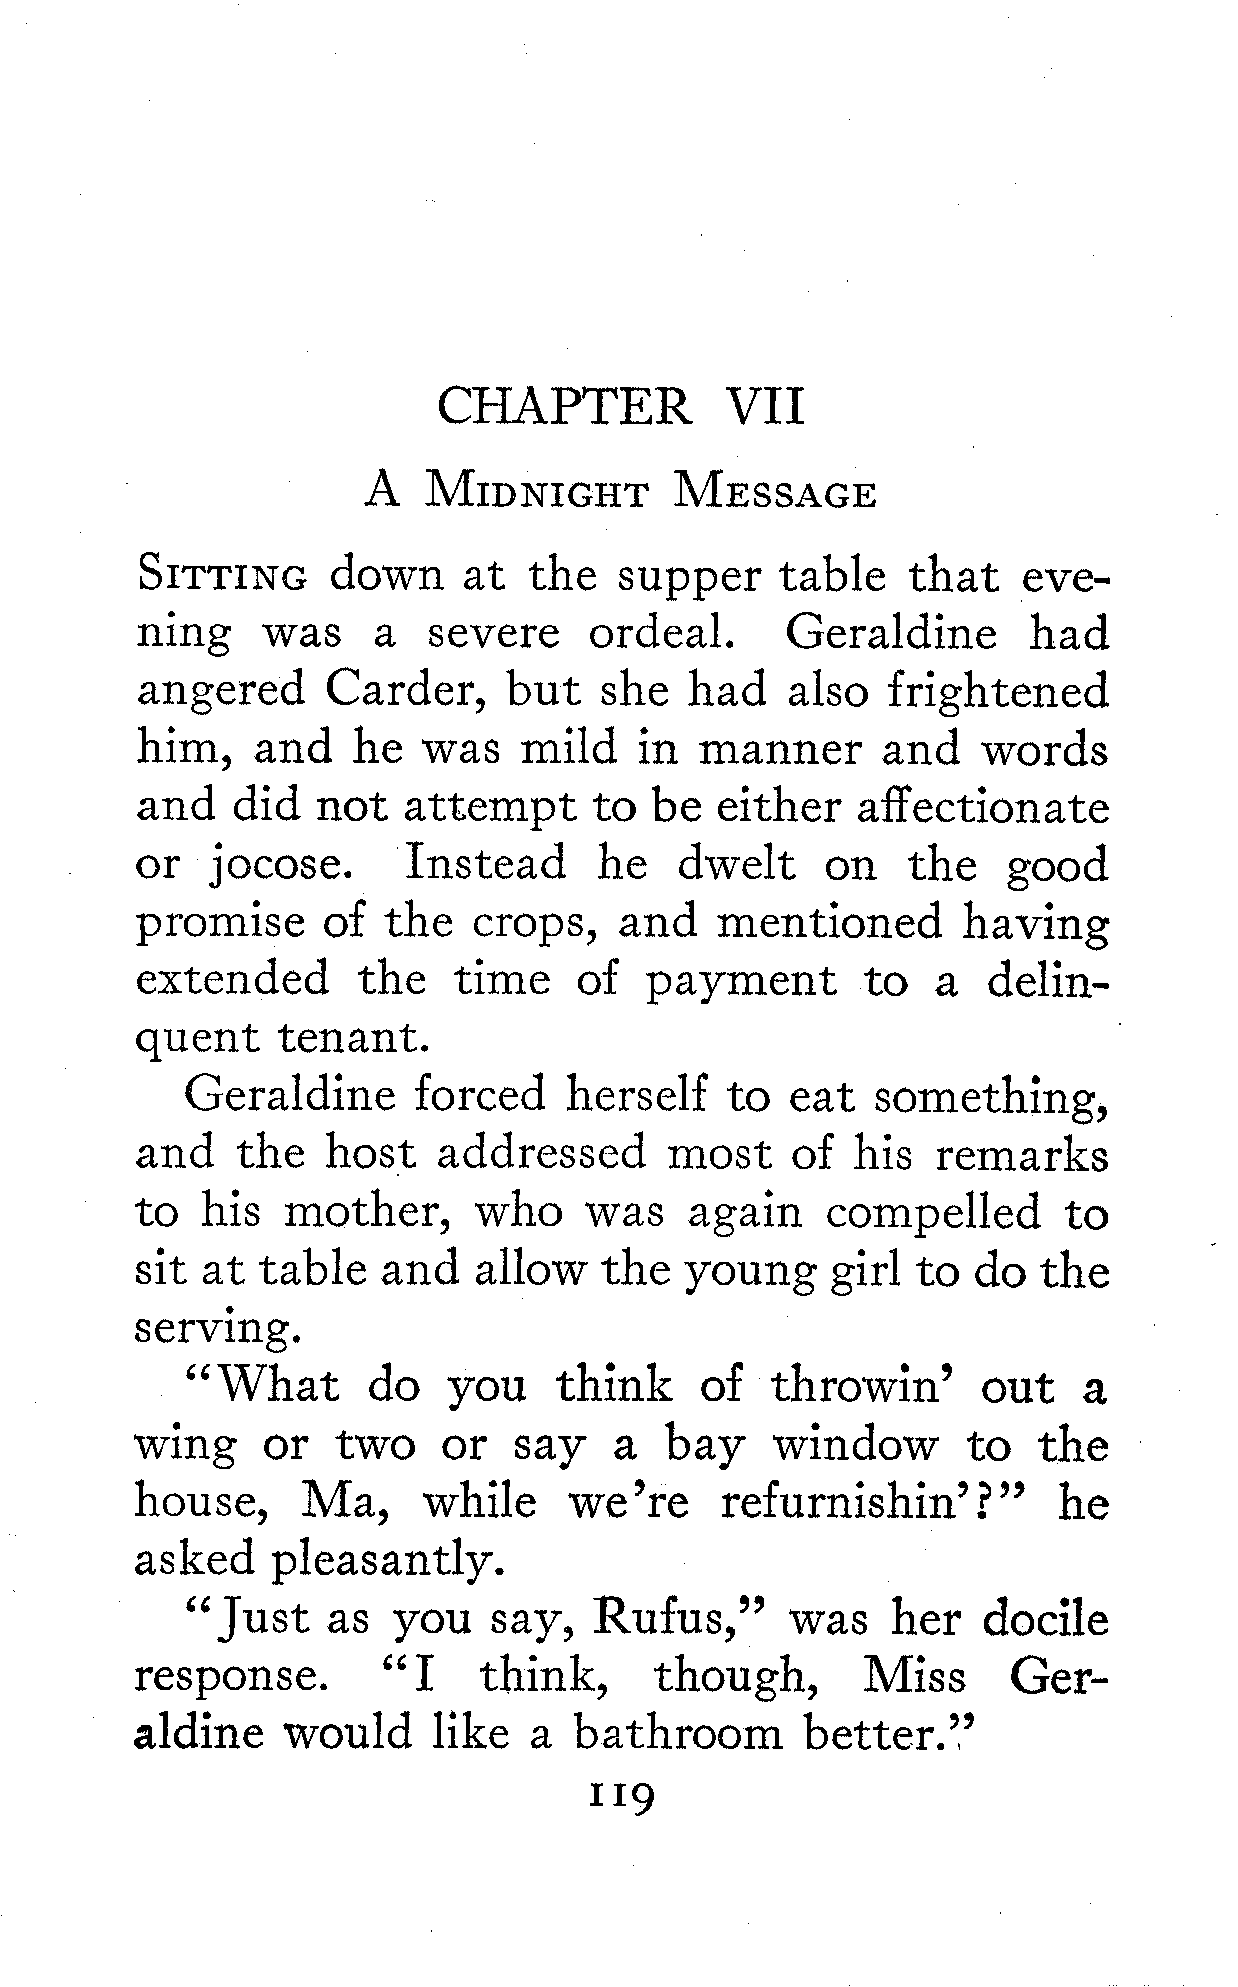 CHAPTER VII
A MIDNIGHT MESSAGE
SITTING down at the supper table that eve-
ning was a severe ordeal. Geraldine had
angered Carder, but she had also frightened
him, and he was mild in manner and words
and did not attempt to be either affectionate
or jocose. Instead he dwelt on the good
promise of the crops, and mentioned having
extended the time of payment to a delin-
quent tenant.
Geraldine forced herself to eat something,
and the host addressed most of his remarks
to his mother, who was again compelled to
sit at table and allow the young girl to do the
serving.
“What do you think of throwin’ out a
wing or two or say a bay window to the
house, Ma, while we’re refurnishin’?” he
asked pleasantly.
“Just as you say, Rufus,” was her docile
response. “I think, though, Miss Ger-
aldine would like a bathroom better.”
119